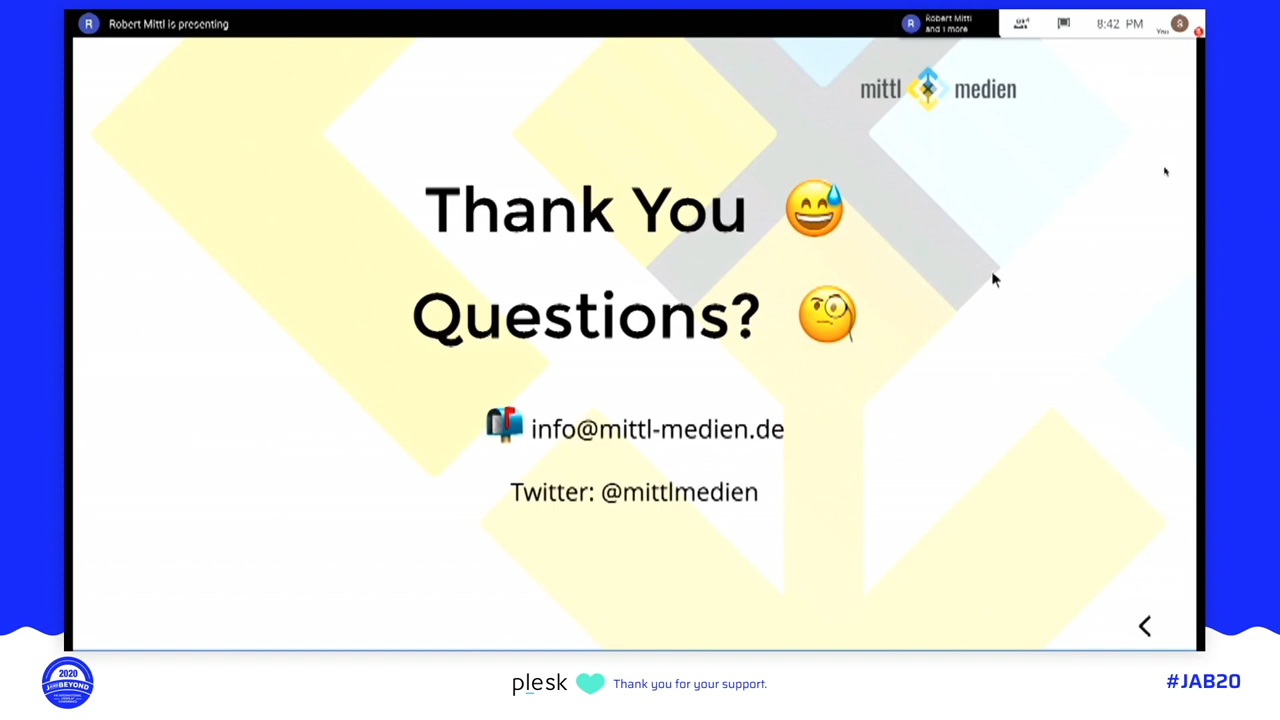 R Robert Mittl is presenting
R Robert Mittl
and 1 more
8:42 PM
You
S
mittl medien
Thank You
Questions?
info@mittl-medien.de
Twitter: @mittlmedien
2020
JANDBEYOND
plesk
Thank you for your support.
#JAB20